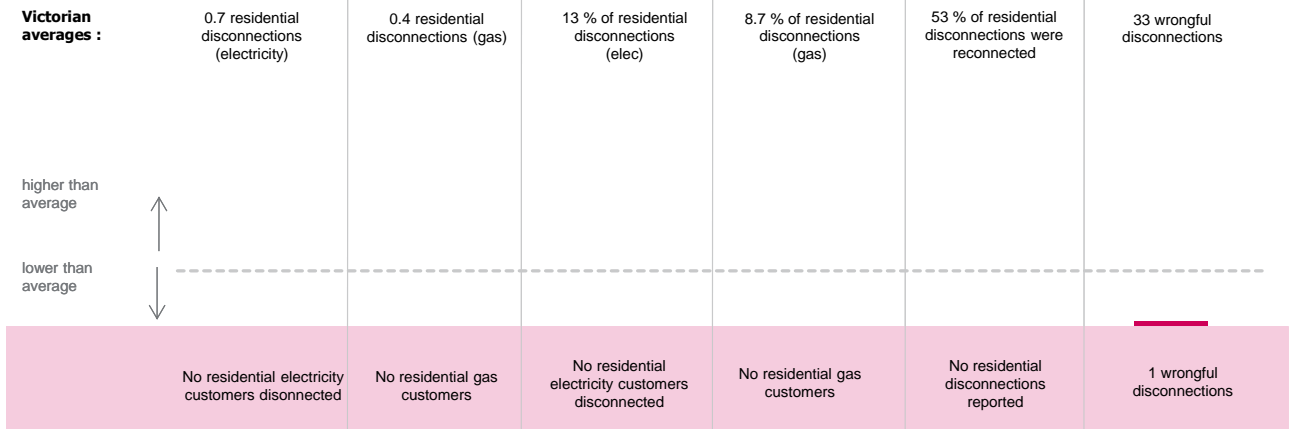 Victorian
averages :
0.7 residential
disconnections
(electricity)
0.4 residential
disconnections (gas)
13 % of residential
disconnections
(elec)
8.7 % of residential
disconnections
(gas)
53 % of residential
disconnections were
reconnected
33 wrongful
disconnections
higher than
average
lower than
average
No residential electricity
customers disonnected
No residential gas
customers
No residential
electricity customers
disconnected
No residential gas
customers
No residential
disconnections
reported
1 wrongful
disconnections